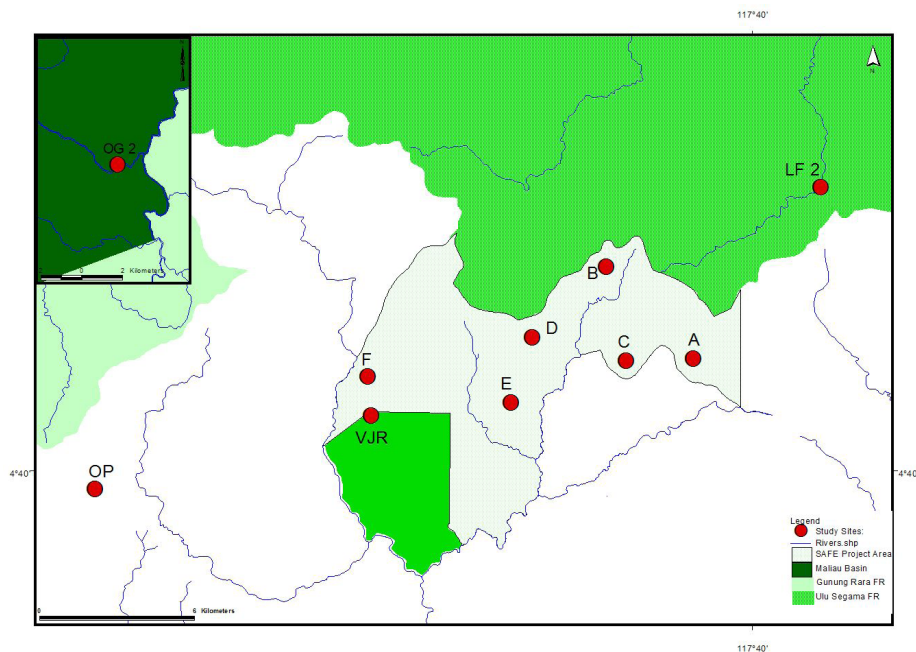 117°40'
N
OG 2
0 2 Kilometers
LF 2
B
D
C
A
F
E
VJR
4°40'
4°40'
OP
Legend
Study Sites:
Rivers.shp
SAFE Project Area
Maliau Basin
Gunung Rara FR
Ulu Segama FR
0 6 Kilometers
117°40'